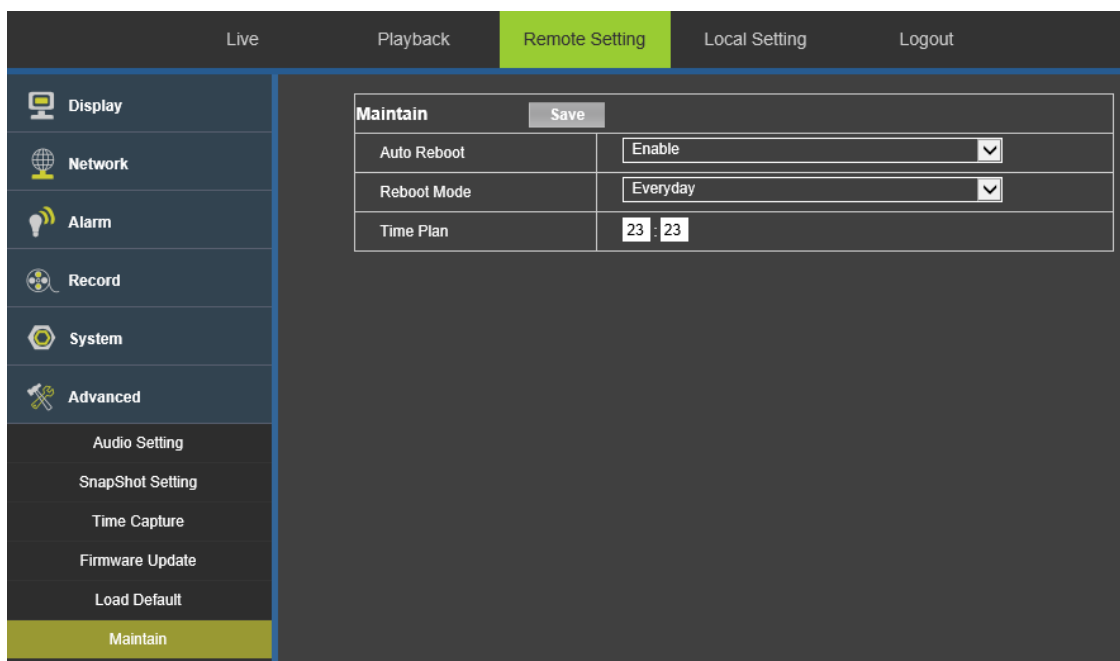 Live Playback Remote Setting Local Setting Logout
Display
Network
Alarm
Record
System
Advanced
Audio Setting
SnapShot Setting
Time Capture
Firmware Update
Load Default
Maintain
Maintain Save
Auto Reboot Enable
Reboot Mode Everyday
Time Plan 23 : 23